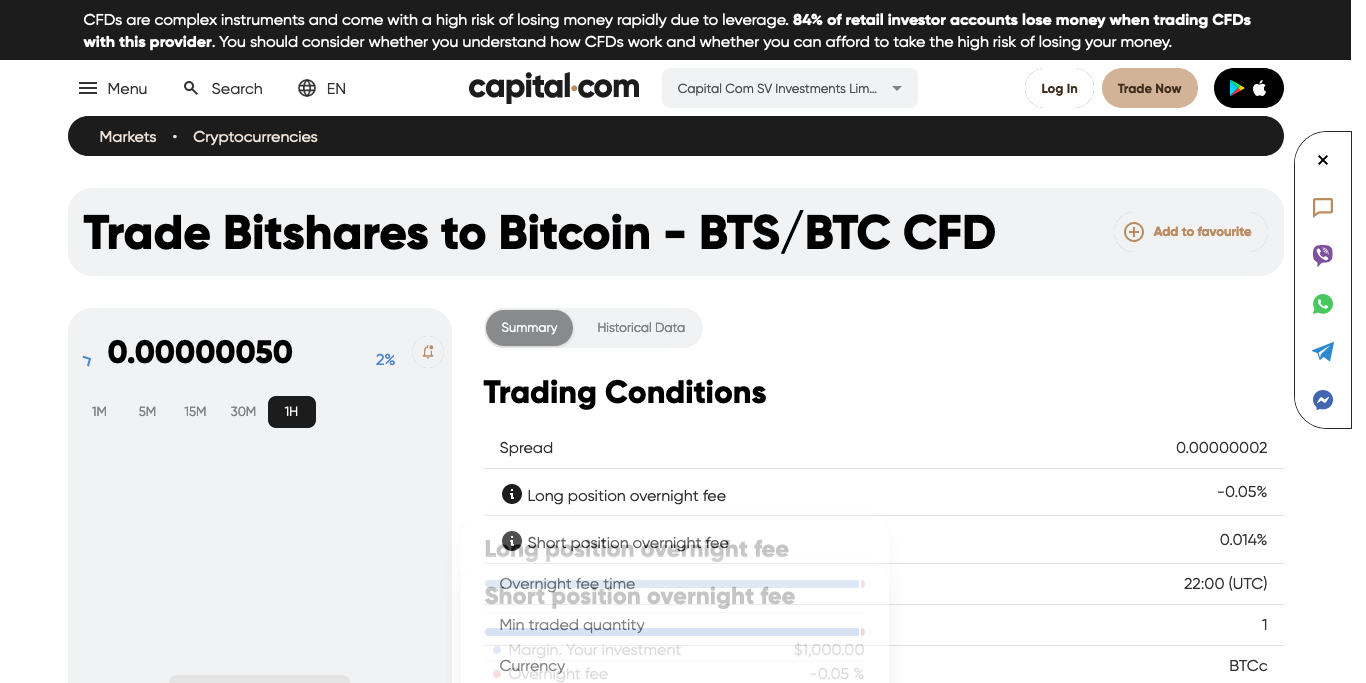 CFDs are complex instruments and come with a high risk of losing money rapidly due to leverage. 84% of retail investor accounts lose money when trading CFDs
with this provider. You should consider whether you understand how CFDs work and whether you can afford to take the high risk of losing your money.
Menu Search EN capital.com Capital Com SV Investments Lim... Log In Trade Now
Markets • Cryptocurrencies
Trade Bitshares to Bitcoin - BTS/BTC CFD Add to favourite
0.00000050 2%
1M 5M 15M 30M 1H
Summary Historical Data
Trading Conditions
Spread 0.00000002
Long position overnight fee -0.05%
Short position overnight fee 0.014%
Long position overnight fee
Overnight fee time 22:00 (UTC)
Short position overnight fee
Min traded quantity 1
Margin. Your investment $1,000.00
Currency BTCc
Overnight fee -0.05 %